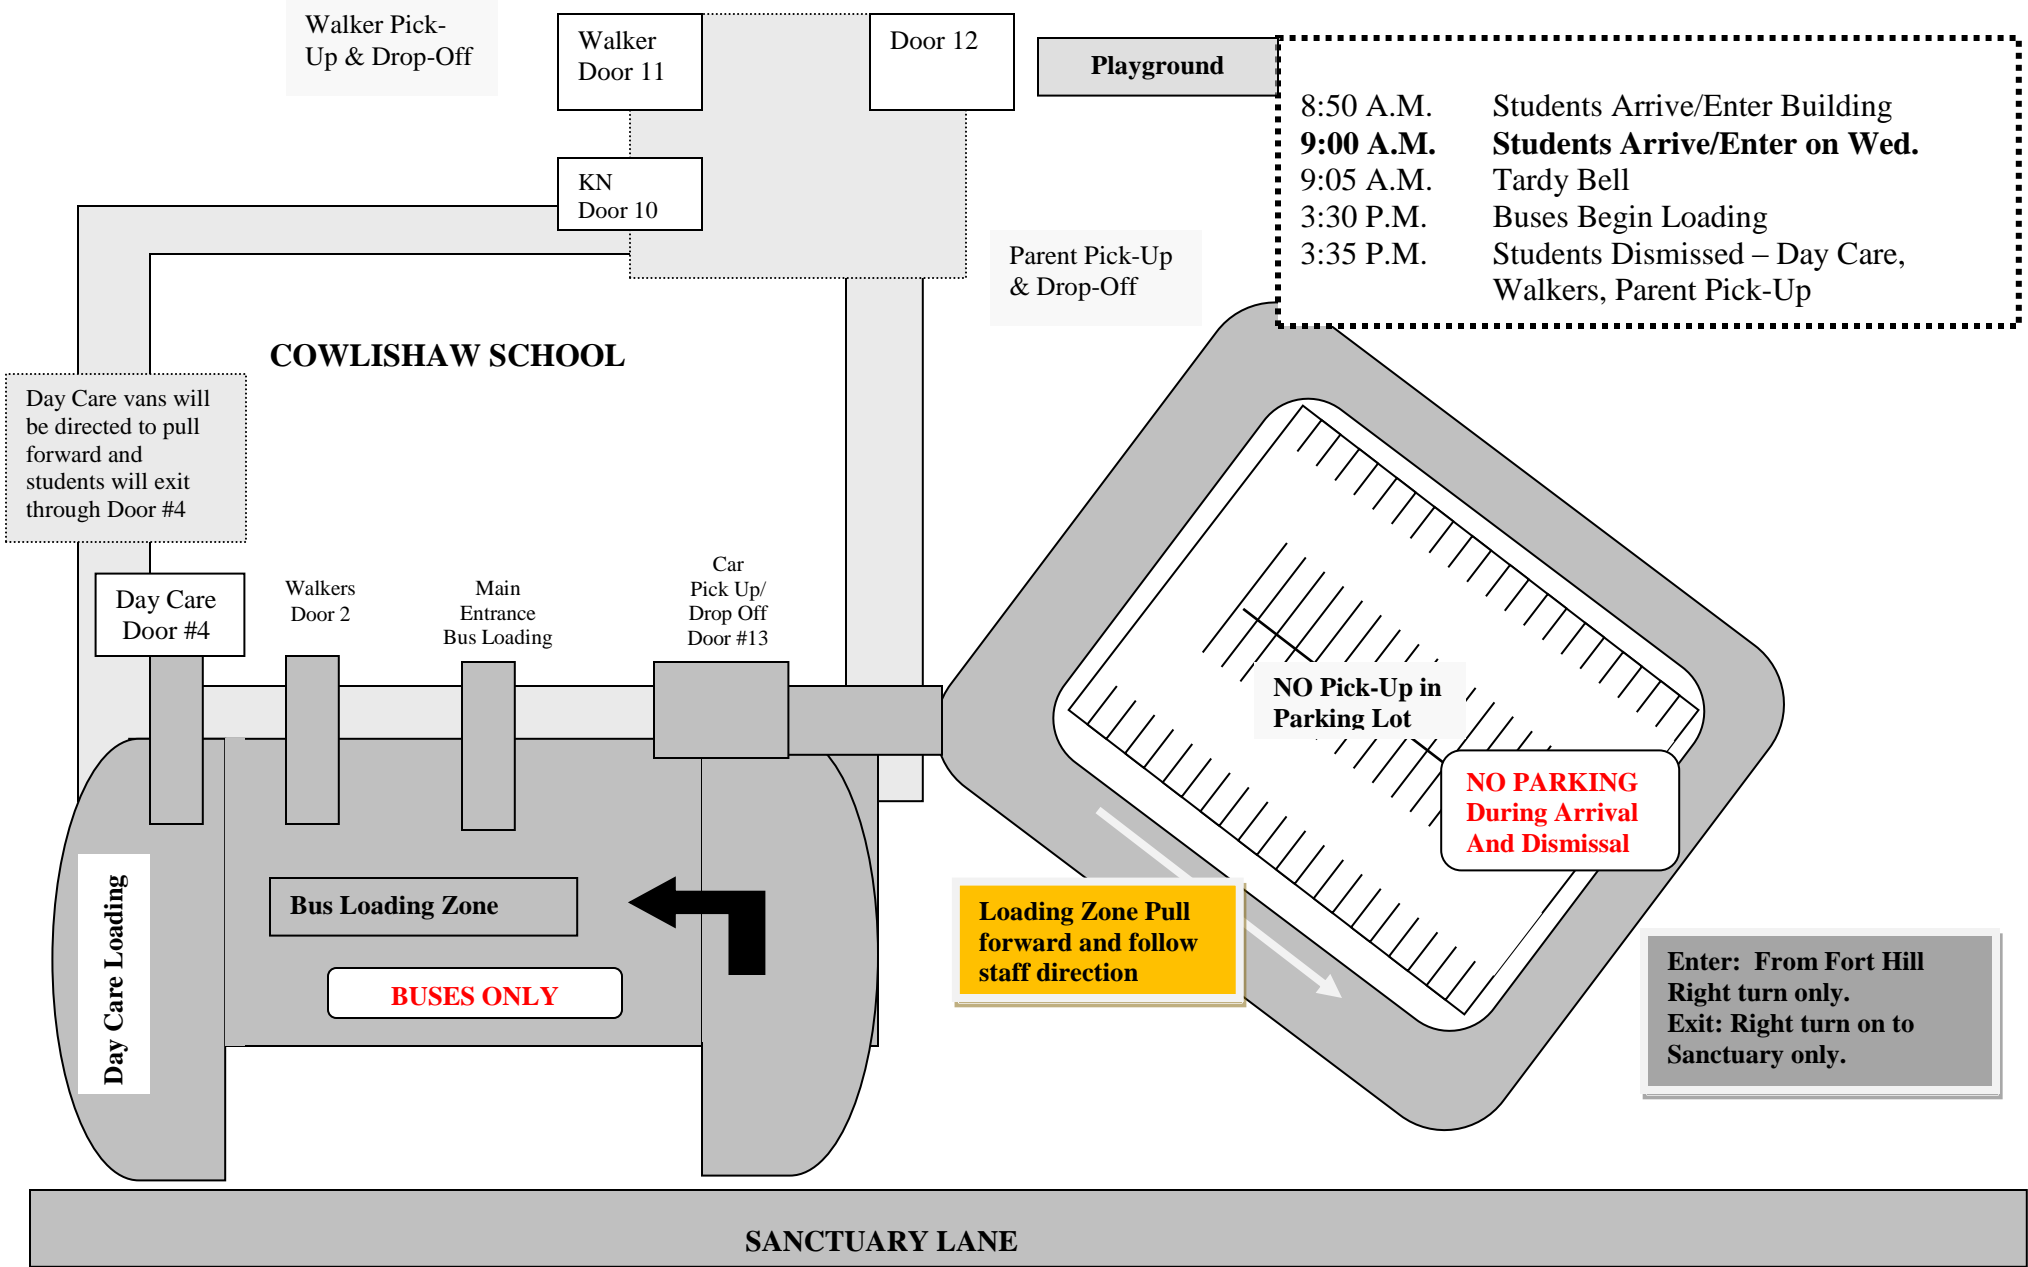 Walker Pick-
Up & Drop-Off
Walker
Door 11
Door 12
Playground
8:50 A.M. Students Arrive/Enter Building
9:00 A.M. Students Arrive/Enter on Wed.
9:05 A.M. Tardy Bell
3:30 P.M. Buses Begin Loading
3:35 P.M. Students Dismissed – Day Care,
Walkers, Parent Pick-Up
KN
Door 10
Parent Pick-Up
& Drop-Off
COWLISHAW SCHOOL
Day Care vans will
be directed to pull
forward and
students will exit
through Door #4
Day Care
Door #4
Walkers
Door 2
Main
Entrance
Bus Loading
Car
Pick Up/
Drop Off
Door #13
NO Pick-Up in
Parking Lot
NO PARKING
During Arrival
And Dismissal
Day Care Loading
Bus Loading Zone
BUSES ONLY
Loading Zone Pull
forward and follow
staff direction
Enter: From Fort Hill
Right turn only.
Exit: Right turn on to
Sanctuary only.
SANCTUARY LANE